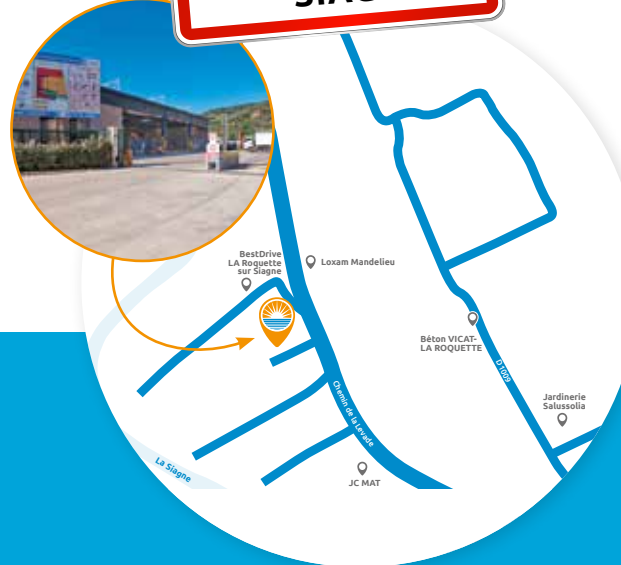 BestDrive
LA Roquette
sur Siagne
Loxam Mandelieu
Béton VICAT-
LA ROQUETTE
D1009
Jardinerie
Salussolia
Chemin de la Levade
La Siagne
JC MAT